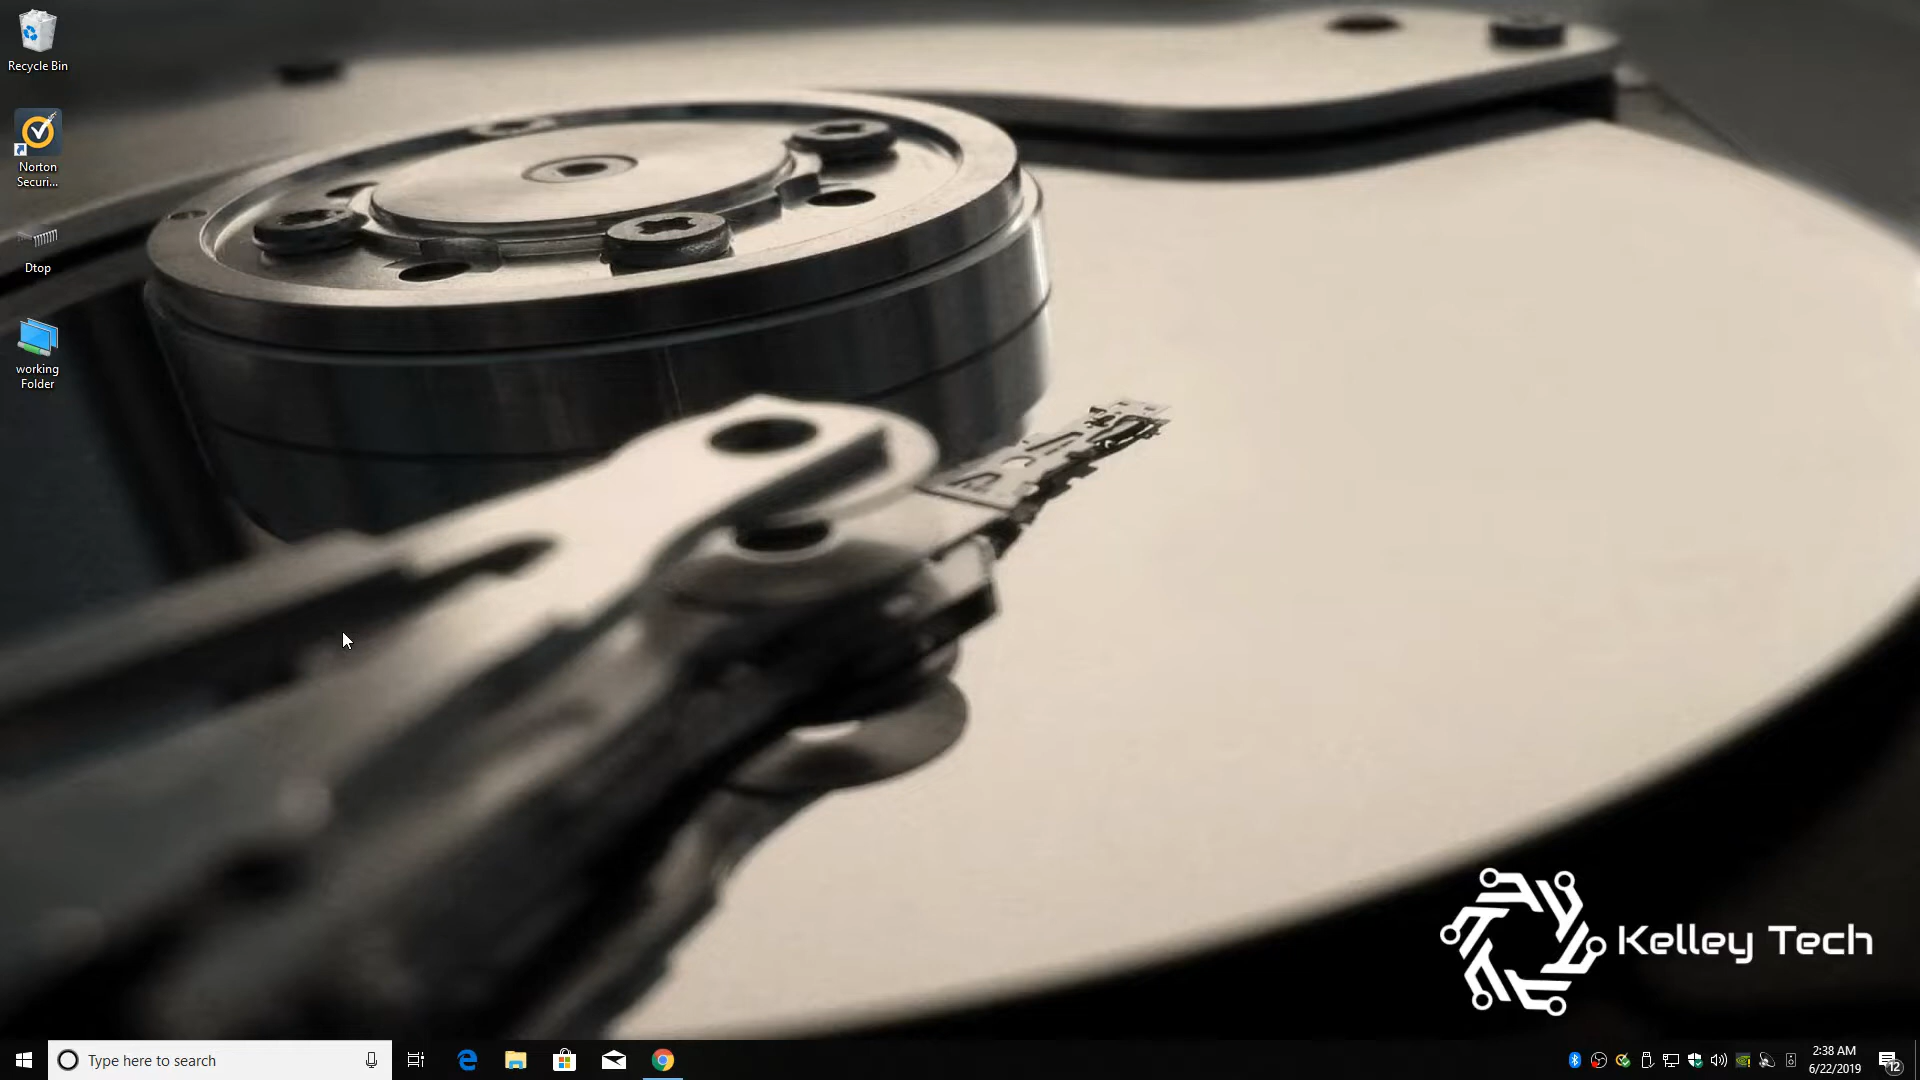 Recycle Bin
Norton
Securi...
Dtop
working
Folder
Kelley Tech
Type here to search
2:38 AM
6/22/2019
12